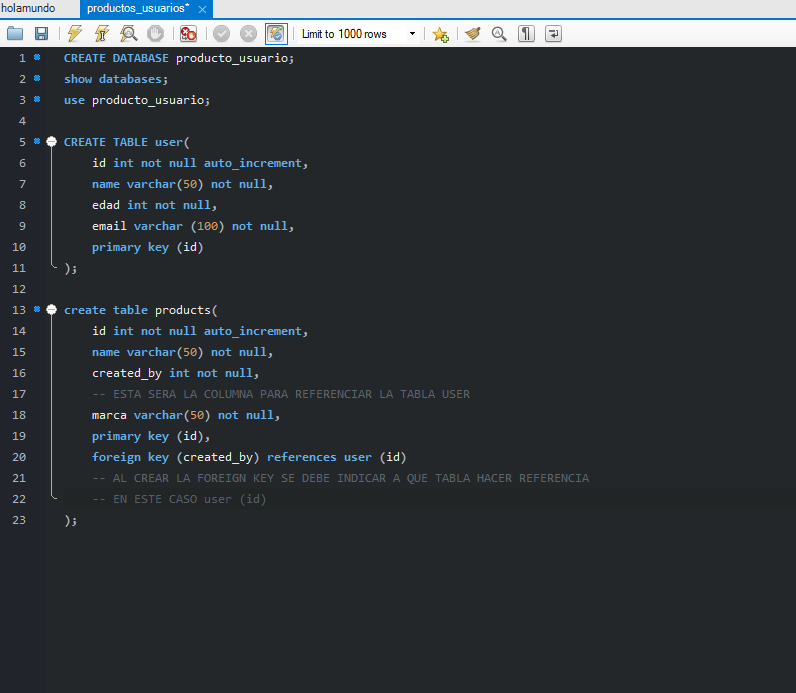 holamundo productos_usuarios*
Limit to 1000 rows
1 CREATE DATABASE producto_usuario;
2 show databases;
3 use producto_usuario;
4
5 CREATE TABLE user(
6 id int not null auto_increment,
7 name varchar(50) not null,
8 edad int not null,
9 email varchar (100) not null,
10 primary key (id)
11 );
12
13 create table products(
14 id int not null auto_increment,
15 name varchar(50) not null,
16 created_by int not null,
17 -- ESTA SERA LA COLUMNA PARA REFERENCIAR LA TABLA USER
18 marca varchar(50) not null,
19 primary key (id),
20 foreign key (created_by) references user (id)
21 -- AL CREAR LA FOREIGN KEY SE DEBE INDICAR A QUE TABLA HACER REFERENCIA
22 -- EN ESTE CASO user (id)
23 );